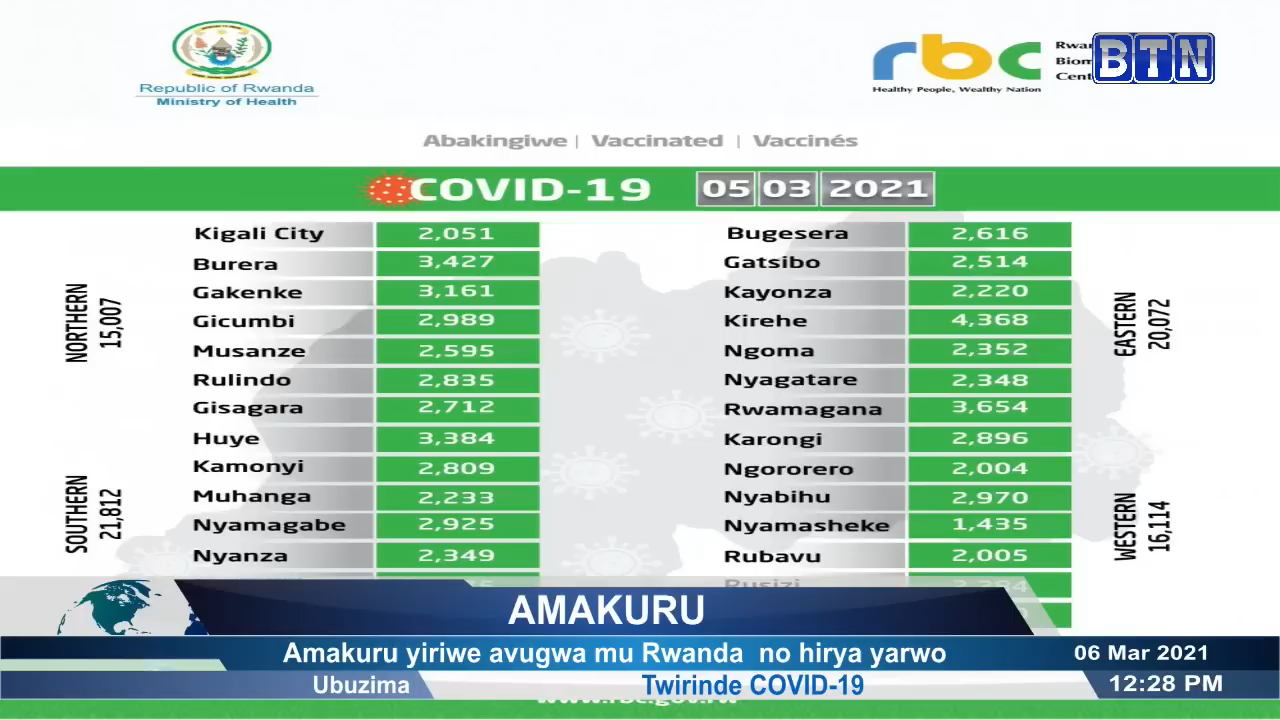 Republic of Rwanda
Ministry of Health
rbc
Healthy People, Wealthy Nation
BTN
Abakingiwe | Vaccinated | Vaccinés
COVID-19 05 03 2021
NORTHERN
15,007
SOUTHERN
21,812
Kigali City 2,051
Burera 3,427
Gakenke 3,161
Gicumbi 2,989
Musanze 2,595
Rulindo 2,835
Gisagara 2,712
Huye 3,384
Kamonyi 2,809
Muhanga 2,233
Nyamagabe 2,925
Nyanza 2,349
Bugesera 2,616
Gatsibo 2,514
Kayonza 2,220
Kirehe 4,368
Ngoma 2,352
Nyagatare 2,348
Rwamagana 3,654
Karongi 2,896
Ngororero 2,004
Nyabihu 2,970
Nyamasheke 1,435
Rubavu 2,005
Rusizi
EASTERN
20,072
WESTERN
16,114
AMAKURU
Amakuru yiriwe avugwa mu Rwanda no hirya yarwo
06 Mar 2021
Ubuzima
Twirinde COVID-19
12:28 PM